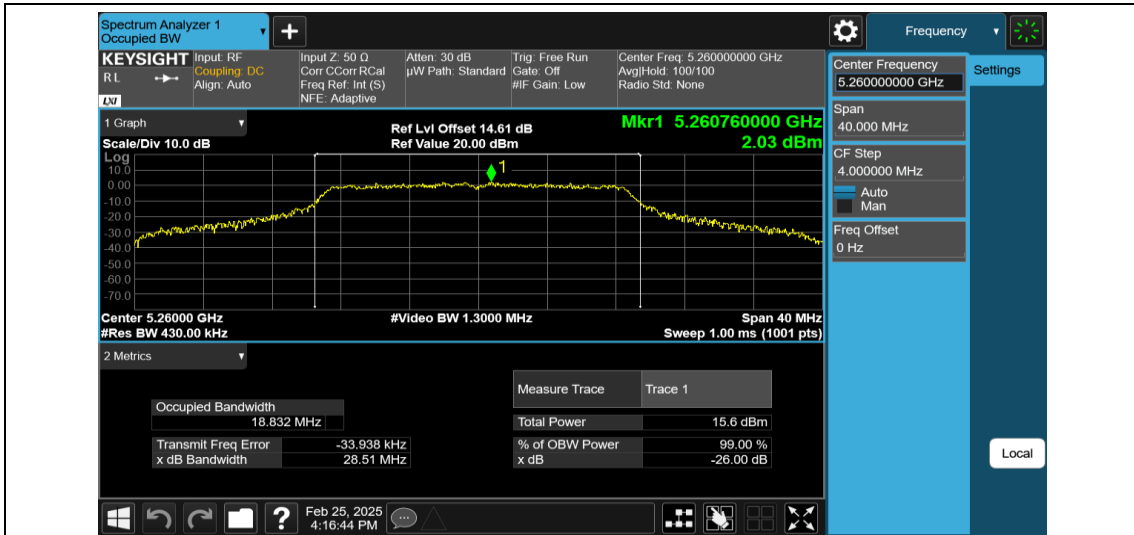 Spectrum Analyzer 1
Occupied BW
Frequency
KEYSIGHT
R L
LXI
Input: RF
Coupling: DC
Align: Auto
Input Z: 50 Ω
Corr CCorr RCal
Freq Ref: Int (S)
NFE: Adaptive
Atten: 30 dB
µW Path: Standard
Trig: Free Run
Gate: Off
#IF Gain: Low
Center Freq: 5.260000000 GHz
Avg|Hold: 100/100
Radio Std: None
Center Frequency
5.260000000 GHz
Settings
Span
40.000 MHz
CF Step
4.000000 MHz
Auto
Man
Freq Offset
0 Hz
Local
1 Graph
Scale/Div 10.0 dB
Ref Lvl Offset 14.61 dB
Ref Value 20.00 dBm
Mkr1 5.260760000 GHz
2.03 dBm
Log
10.0
0.00
-10.0
-20.0
-30.0
-40.0
-50.0
-60.0
-70.0
1
Center 5.26000 GHz
#Res BW 430.00 kHz
#Video BW 1.3000 MHz
Span 40 MHz
Sweep 1.00 ms (1001 pts)
2 Metrics
Measure Trace Trace 1
Occupied Bandwidth
18.832 MHz
Total Power 15.6 dBm
Transmit Freq Error -33.938 kHz
% of OBW Power 99.00 %
x dB Bandwidth 28.51 MHz
x dB -26.00 dB
?
Feb 25, 2025
4:16:44 PM